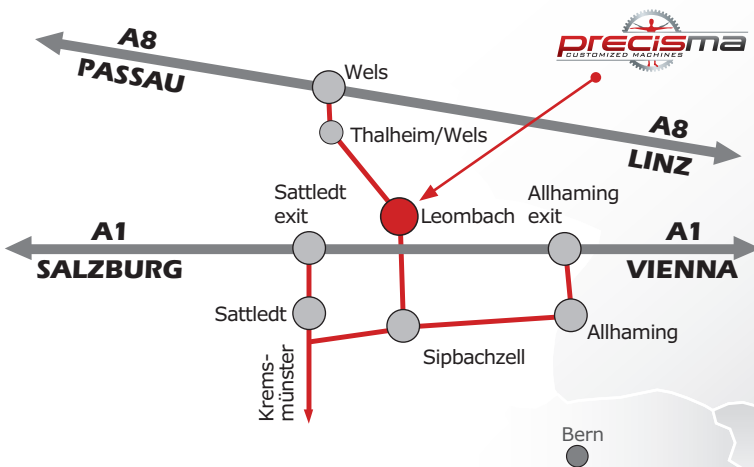 A8
PASSAU
precisma
CUSTOMIZED MACHINES
Wels
Thalheim/Wels
A8
LINZ
Sattledt
exit
Leombach
Allhaming
exit
A1
SALZBURG
A1
VIENNA
Sattledt
Sipbachzell
Allhaming
Krems-
münster
Bern